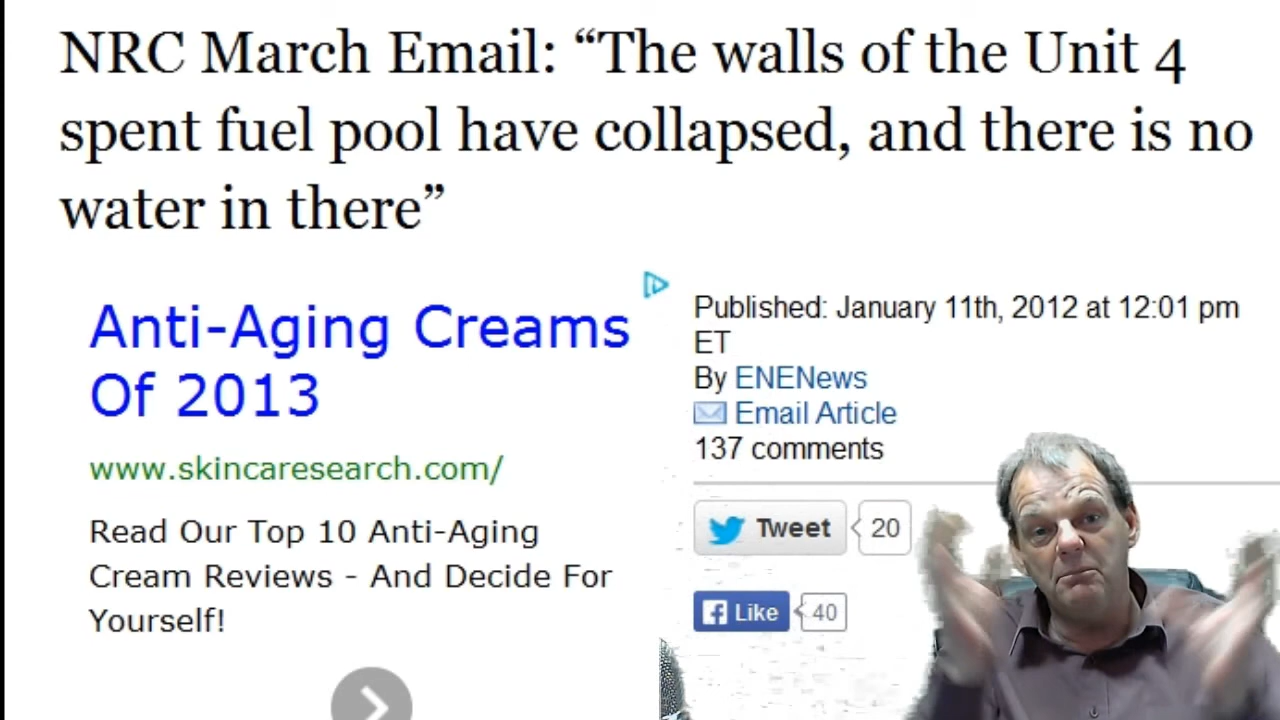 NRC March Email: “The walls of the Unit 4
spent fuel pool have collapsed, and there is no
water in there”
Anti-Aging Creams
Of 2013
www.skincaresearch.com/
Read Our Top 10 Anti-Aging
Cream Reviews - And Decide For
Yourself!
Published: January 11th, 2012 at 12:01 pm
ET
By ENENews
Email Article
137 comments
Tweet 20
Like 40